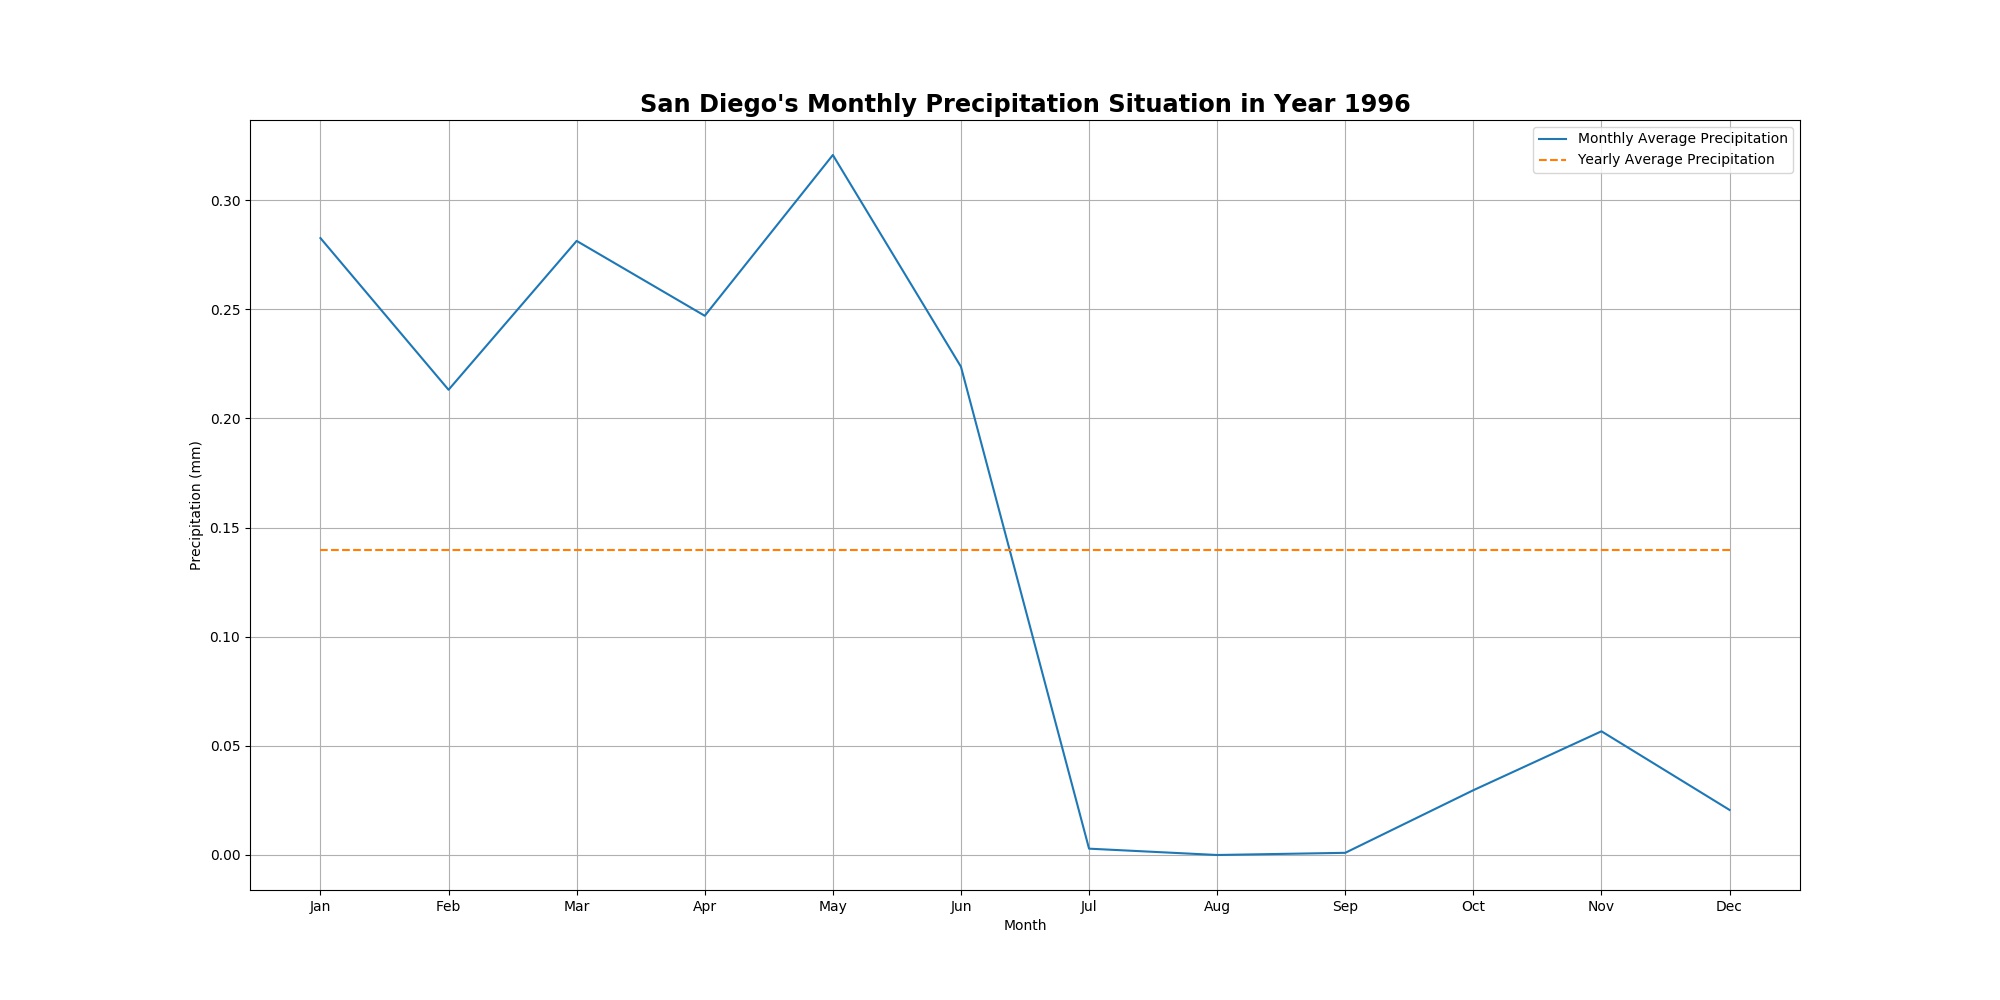 San Diego's Monthly Precipitation Situation in Year 1996
Monthly Average Precipitation
Yearly Average Precipitation
0.30
0.25
0.20
0.15
0.10
0.05
0.00
Precipitation (mm)
Jan Feb Mar Apr May Jun Jul Aug Sep Oct Nov Dec
Month